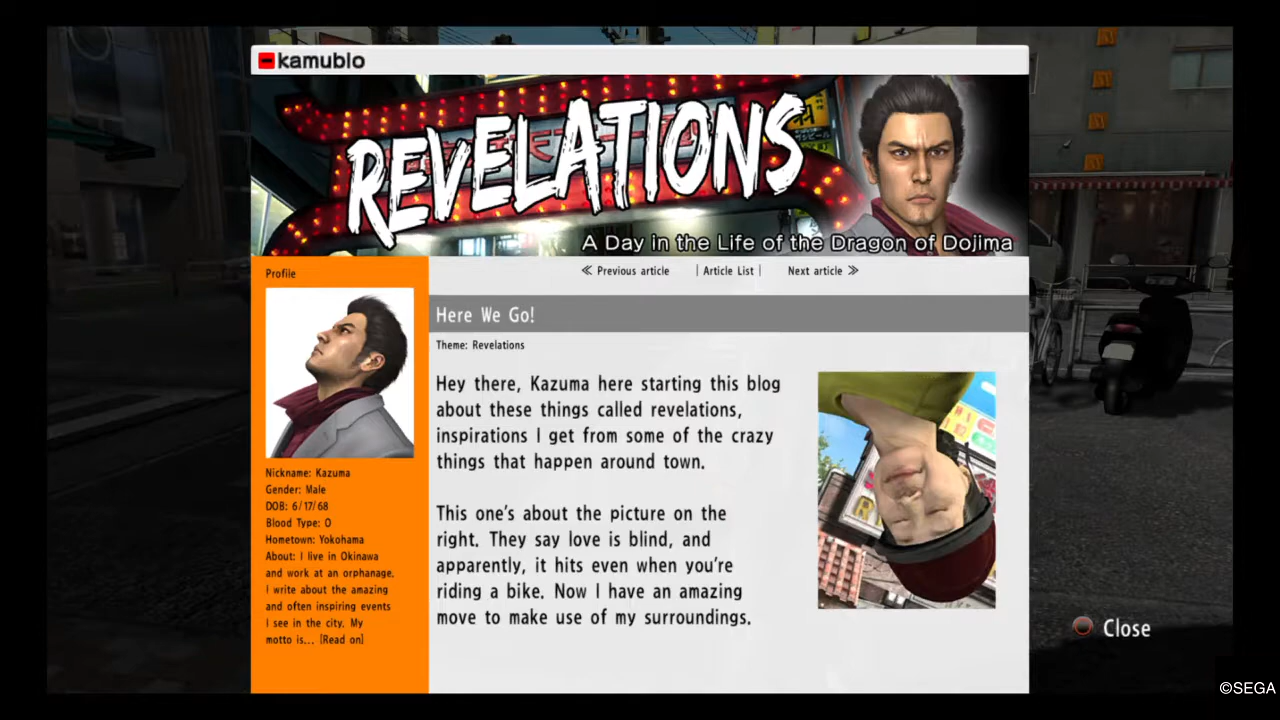 kamublo
REVELATIONS
A Day in the Life of the Dragon of Dojima
Profile
Nickname: Kazuma
Gender: Male
DOB: 6/17/68
Blood Type: O
Hometown: Yokohama
About: I live in Okinawa
and work at an orphanage.
I write about the amazing
and often inspiring events
I see in the city. My
motto is... [Read on]
≪ Previous article | Article List | Next article ≫
Here We Go!
Theme: Revelations
Hey there, Kazuma here starting this blog
about these things called revelations,
inspirations I get from some of the crazy
things that happen around town.
This one's about the picture on the
right. They say love is blind, and
apparently, it hits even when you're
riding a bike. Now I have an amazing
move to make use of my surroundings.
Close
©SEGA